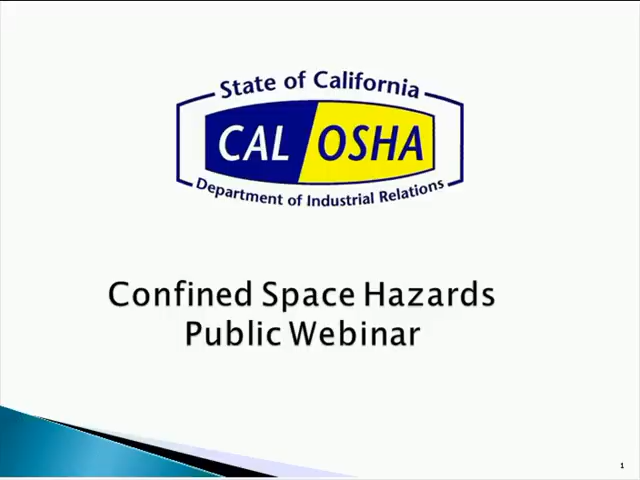 State of California
CAL OSHA
Department of Industrial Relations
Confined Space Hazards
Public Webinar
1